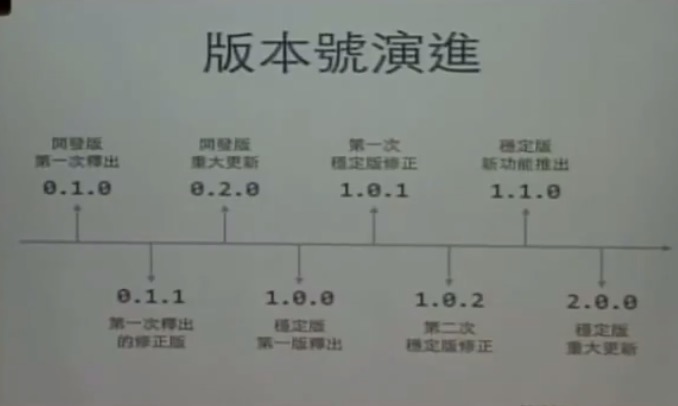 版本號演進
開發版
第一次釋出
0.1.0
開發版
重大更新
0.2.0
第一次
穩定版修正
1.0.1
穩定版
新功能推出
1.1.0
0.1.1
第一次釋出
的修正版
1.0.0
穩定版
第一版釋出
1.0.2
第二次
穩定版修正
2.0.0
穩定版
重大更新